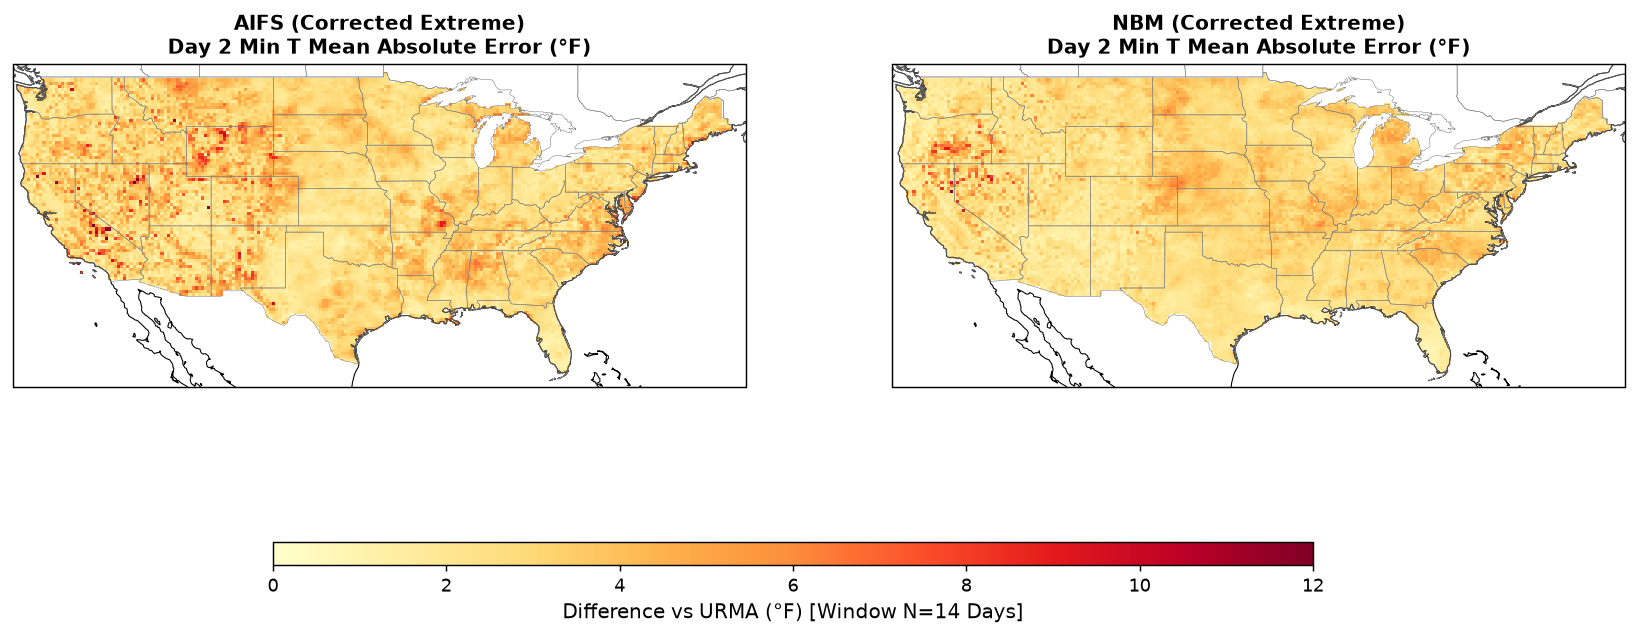 AIFS (Corrected Extreme)
Day 2 Min T Mean Absolute Error (°F)
NBM (Corrected Extreme)
Day 2 Min T Mean Absolute Error (°F)
0 2 4 6 8 10 12
Difference vs URMA (°F) [Window N=14 Days]